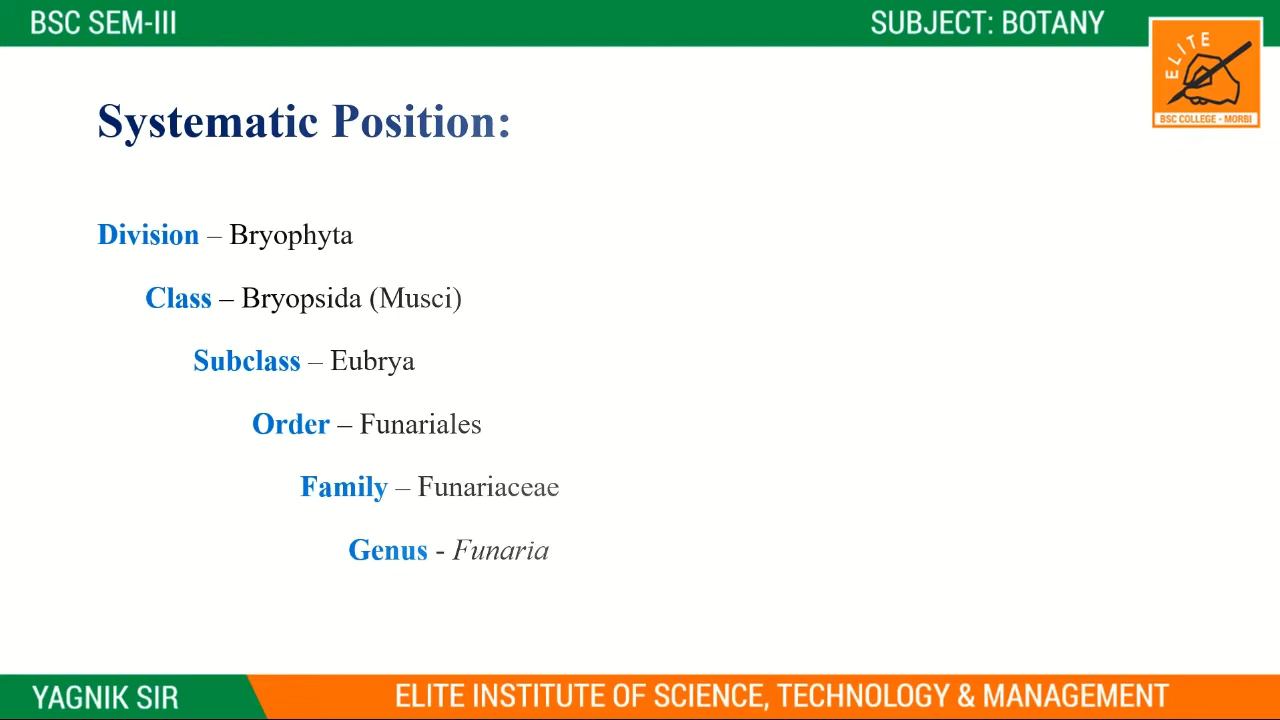 BSC SEM-III
SUBJECT: BOTANY
ELITE
BSC COLLEGE - MORBI
Systematic Position:
Division – Bryophyta
Class – Bryopsida (Musci)
Subclass – Eubrya
Order – Funariales
Family – Funariaceae
Genus - Funaria
YAGNIK SIR
ELITE INSTITUTE OF SCIENCE, TECHNOLOGY & MANAGEMENT